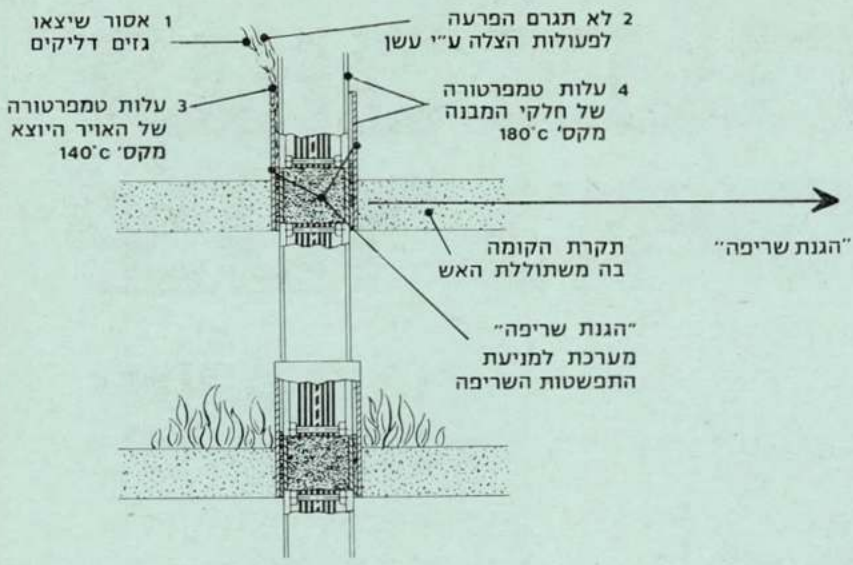 1 אסור שיצאו
גזים דליקים
2 לא תגרם הפרעה
לפעולות הצלה ע״י עשן
3 עלות טמפרטורה
של האויר היוצא
מקס' 140°c
4 עלות טמפרטורה
של חלקי המבנה
מקס' 180°c
תקרת הקומה
בה משתוללת האש
"הגנת שריפה"
"הגנת שריפה"
מערכת למניעת
התפשטות השריפה